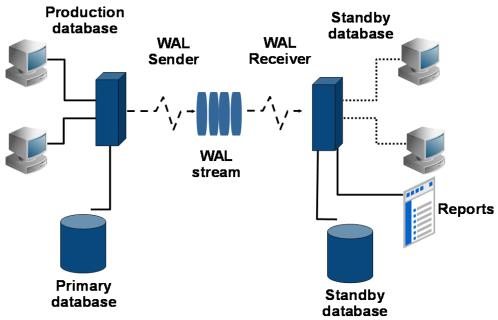 Production
database
WAL
Sender
WAL
Receiver
Standby
database
WAL
stream
Reports
Primary
database
Standby
database